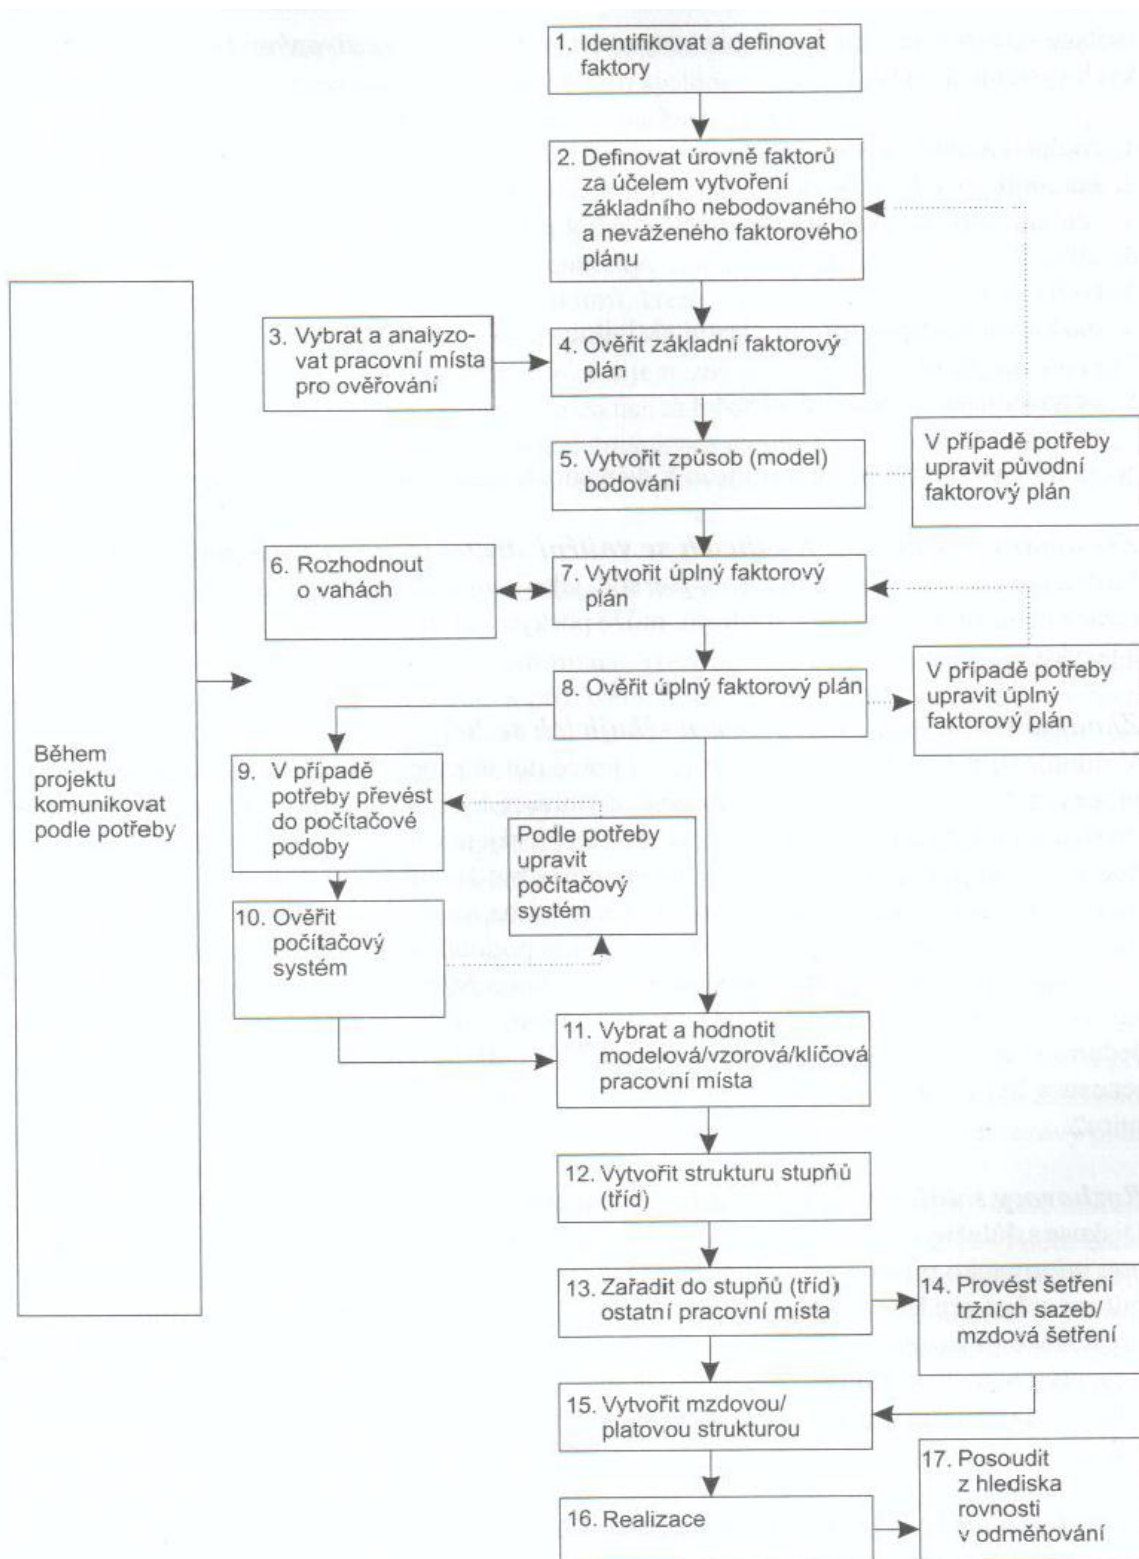 1. Identifikovat a definovat
faktory
2. Definovat úrovně faktorů
za účelem vytvoření
základního nebodovaného
a neváženého faktorového
plánu
3. Vybrat a analyzo-
vat pracovní místa
pro ověřování
4. Ověřit základní faktorový
plán
5. Vytvořit způsob (model)
bodování
V případě potřeby
upravit původní
faktorový plán
6. Rozhodnout
o vahách
7. Vytvořit úplný faktorový
plán
8. Ověřit úplný faktorový plán
V případě potřeby
upravit úplný
faktorový plán
Během
projektu
komunikovat
podle potřeby
9. V případě
potřeby převést
do počítačové
podoby
Podle potřeby
upravit
počítačový
systém
10. Ověřit
počítačový
systém
11. Vybrat a hodnotit
modelová/vzorová/klíčová
pracovní místa
12. Vytvořit strukturu stupňů
(tříd)
13. Zařadit do stupňů (tříd)
ostatní pracovní místa
14. Provést šetření
tržních sazeb/
mzdová šetření
15. Vytvořit mzdovou/
platovou strukturou
16. Realizace
17. Posoudit
z hlediska
rovnosti
v odměňování